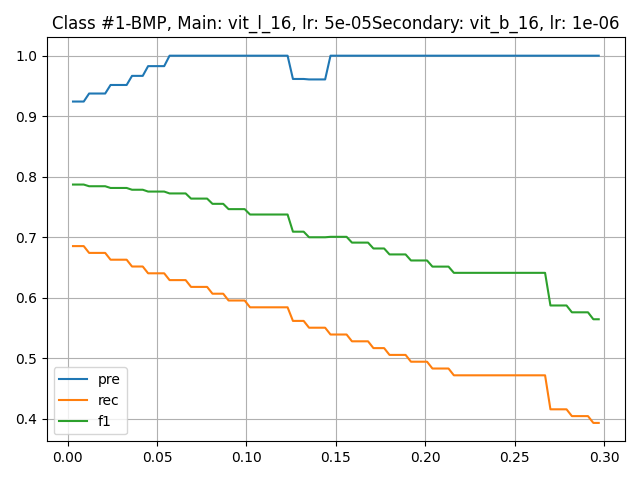 Class #1-BMP, Main: vit_l_16, lr: 5e-05Secondary: vit_b_16, lr: 1e-06
1.0
0.9
0.8
0.7
0.6
0.5
0.4
pre
rec
f1
0.00 0.05 0.10 0.15 0.20 0.25 0.30